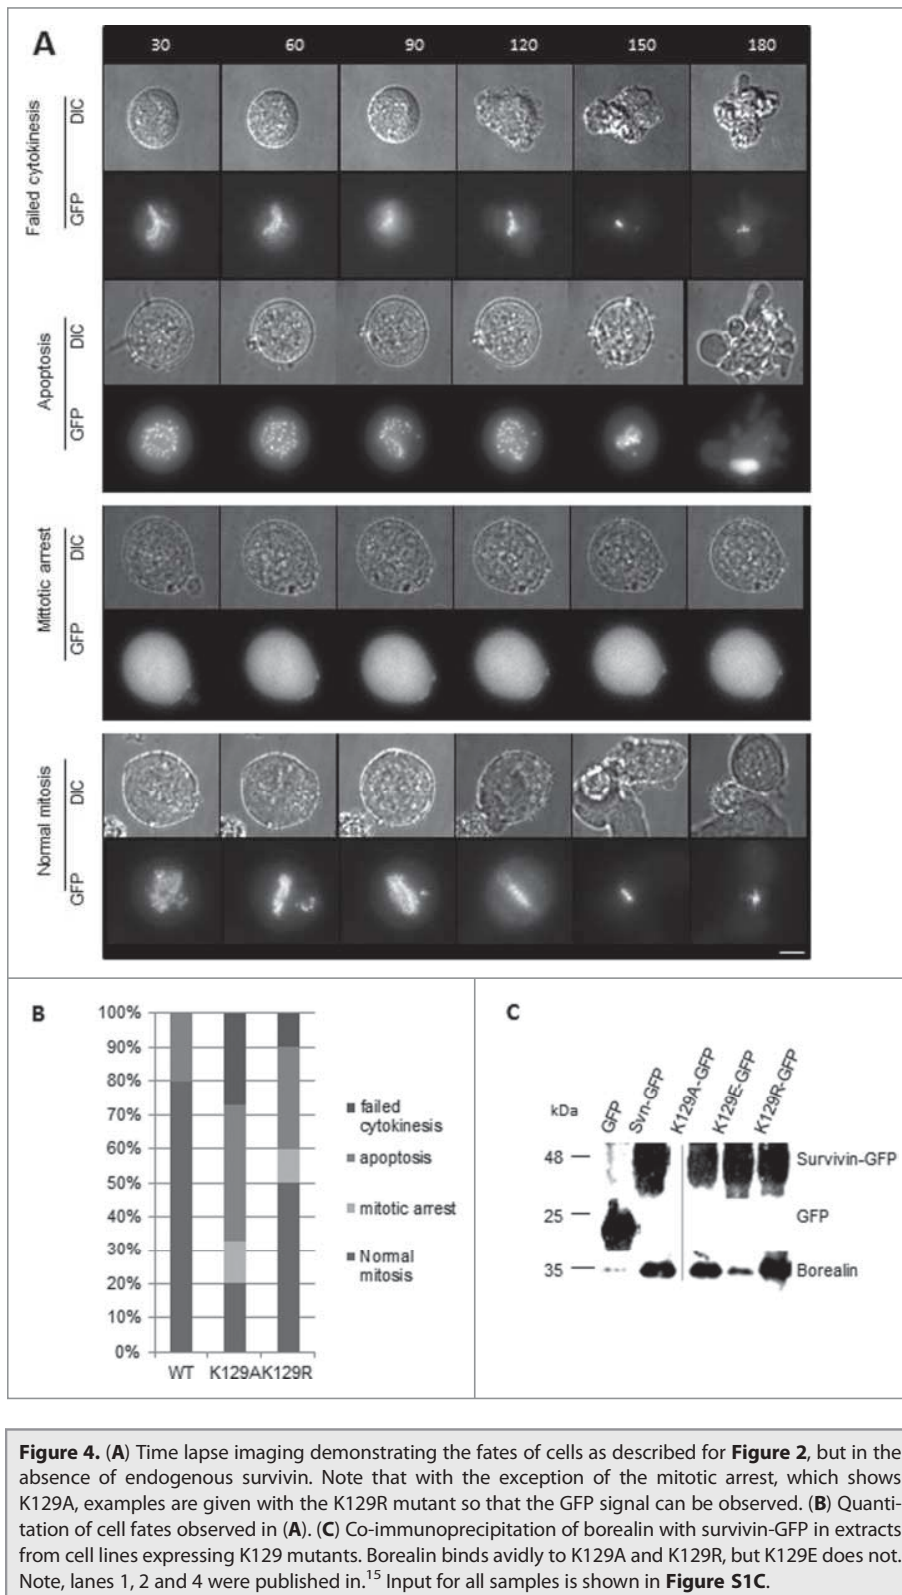 A
30 60 90 120 150 180
Failed cytokinesis
DIC
GFP
Apoptosis
DIC
GFP
Mittotic arrest
DIC
GFP
Normal mitosis
DIC
GFP
B
100%
90%
80%
70%
60%
50%
40%
30%
20%
10%
0%
WT K129A K129R
failed
cytokinesis
apoptosis
mitotic arrest
Normal
mitosis
C
kDa
GFP
Svn-GFP
K129A-GFP
K129E-GFP
K129R-GFP
48
25
35
Survivin-GFP
GFP
Borealin
Figure 4. (A) Time lapse imaging demonstrating the fates of cells as described for Figure 2, but in the
absence of endogenous survivin. Note that with the exception of the mitotic arrest, which shows
K129A, examples are given with the K129R mutant so that the GFP signal can be observed. (B) Quanti-
tation of cell fates observed in (A). (C) Co-immunoprecipitation of borealin with survivin-GFP in extracts
from cell lines expressing K129 mutants. Borealin binds avidly to K129A and K129R, but K129E does not.
Note, lanes 1, 2 and 4 were published in.15 Input for all samples is shown in Figure S1C.